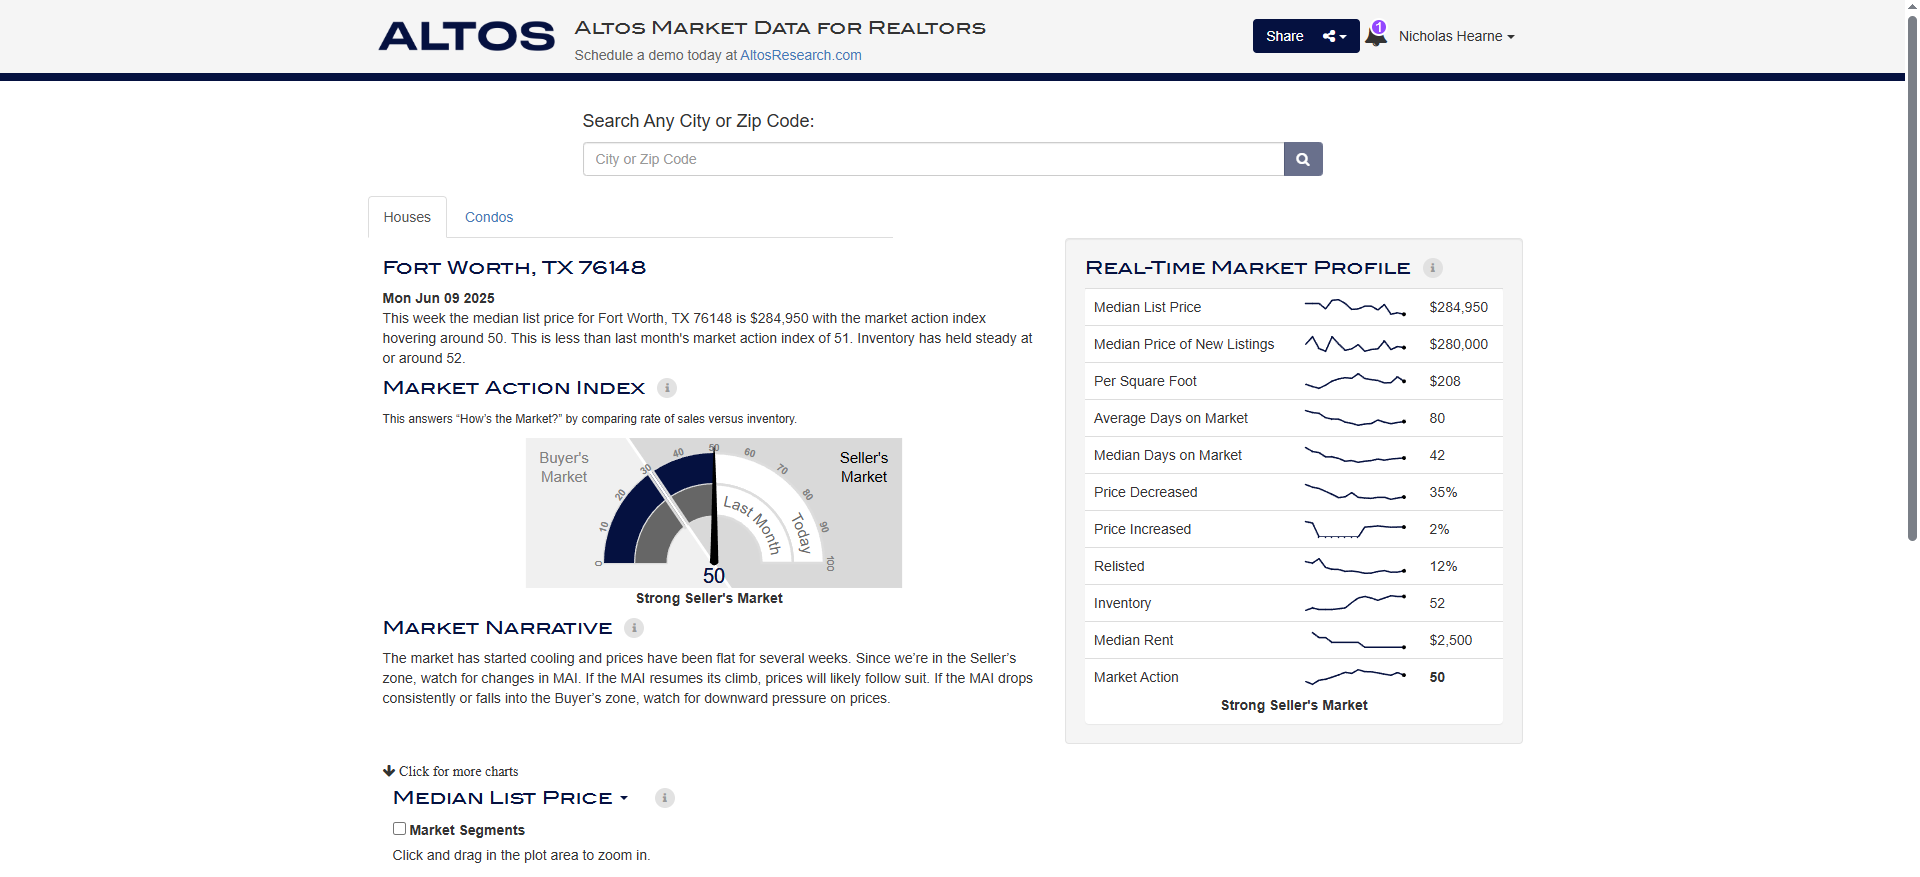 ALTOS
Altos Market Data for Realtors
Schedule a demo today at AltosResearch.com
Share
1
Nicholas Hearne
Search Any City or Zip Code:
City or Zip Code
Houses
Condos
Fort Worth, TX 76148
Mon Jun 09 2025
This week the median list price for Fort Worth, TX 76148 is $284,950 with the market action index
hovering around 50. This is less than last month's market action index of 51. Inventory has held steady at
or around 52.
Market Action Index
This answers “How's the Market?” by comparing rate of sales versus inventory.
Buyer's
Market
Seller's
Market
0
10
20
30
40
50
60
70
80
90
100
Last Month
Today
50
Strong Seller's Market
Market Narrative
The market has started cooling and prices have been flat for several weeks. Since we’re in the Seller’s
zone, watch for changes in MAI. If the MAI resumes its climb, prices will likely follow suit. If the MAI drops
consistently or falls into the Buyer’s zone, watch for downward pressure on prices.
Real-Time Market Profile
Median List Price $284,950
Median Price of New Listings $280,000
Per Square Foot $208
Average Days on Market 80
Median Days on Market 42
Price Decreased 35%
Price Increased 2%
Relisted 12%
Inventory 52
Median Rent $2,500
Market Action 50
Strong Seller's Market
Click for more charts
Median List Price
Market Segments
Click and drag in the plot area to zoom in.